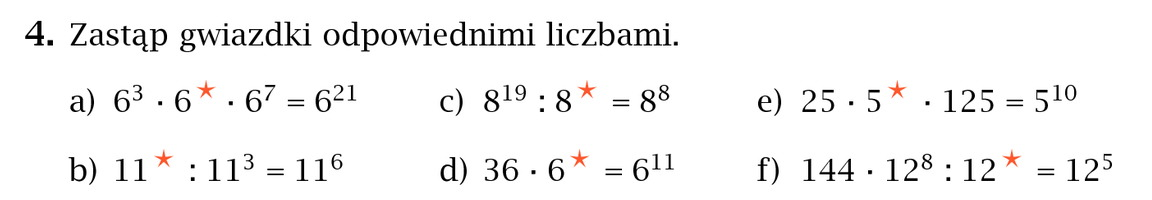 4. Zastąp gwiazdki odpowiednimi liczbami.
a) 6³ · 6^★ · 6⁷ = 6²¹ c) 8¹⁹ : 8^★ = 8⁸ e) 25 · 5^★ · 125 = 5¹⁰
b) 11^★ : 11³ = 11⁶ d) 36 · 6^★ = 6¹¹ f) 144 · 12⁸ : 12^★ = 12⁵